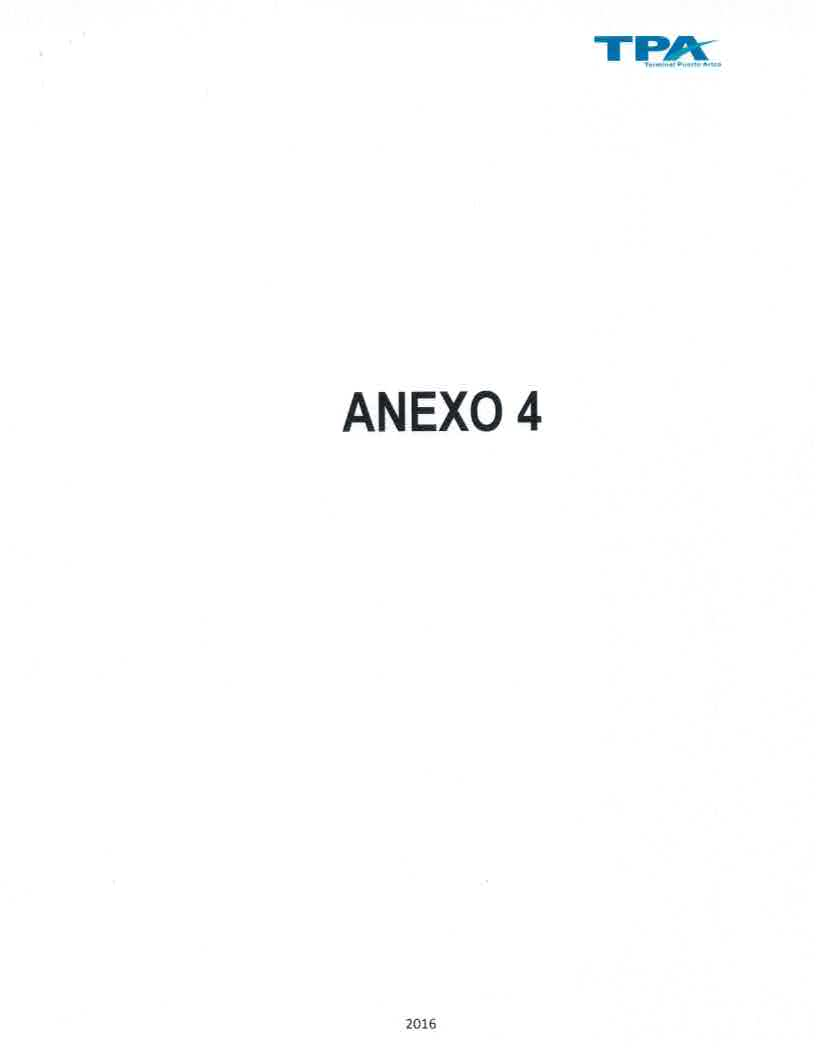 TPA
Terminal Puerto Arica
ANEXO 4
2016